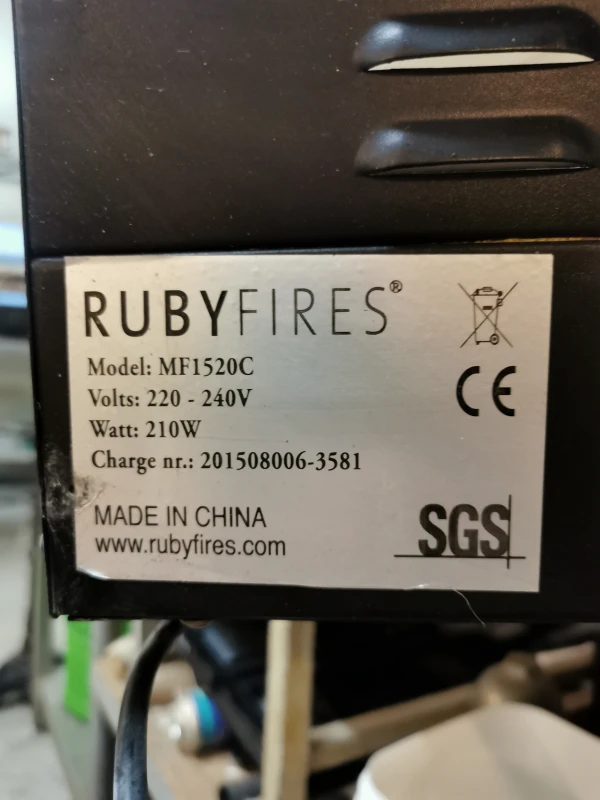 RUBYFIRES®
Model: MF1520C
Volts: 220 - 240V
Watt: 210W
CE
Charge nr.: 201508006-3581
MADE IN CHINA
www.rubyfires.com
SGS